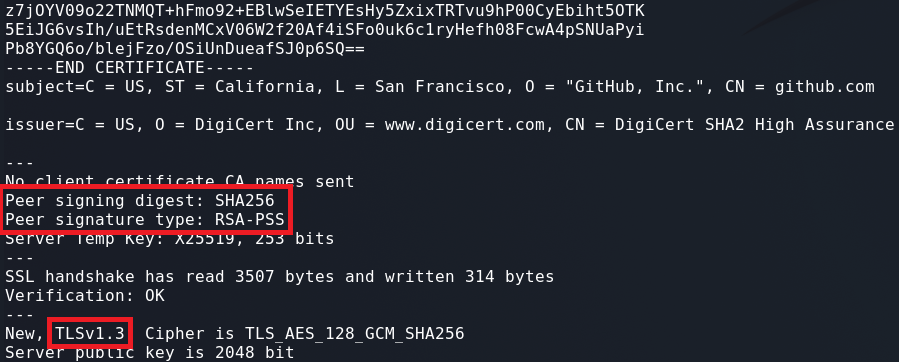 z7jOYV09o22TNMQT+hFmo92+EBlwSeIETYEsHy5ZxixTRTvu9hP00CyEbiht5OTK
5EiJG6vsIh/uEtRsdenMCxV06W2f20Af4iSFo0uk6c1ryHefh08FcwA4pSNUaPyi
Pb8YGQ6o/blejFzo/OSiUnDueafSJ0p6SQ==
-----END CERTIFICATE-----
subject=C = US, ST = California, L = San Francisco, O = "GitHub, Inc.", CN = github.com
issuer=C = US, O = DigiCert Inc, OU = www.digicert.com, CN = DigiCert SHA2 High Assurance
---
No client certificate CA names sent
Peer signing digest: SHA256
Peer signature type: RSA-PSS
Server Temp Key: X25519, 253 bits
---
SSL handshake has read 3507 bytes and written 314 bytes
Verification: OK
---
New, TLSv1.3 Cipher is TLS_AES_128_GCM_SHA256
Server public key is 2048 bit